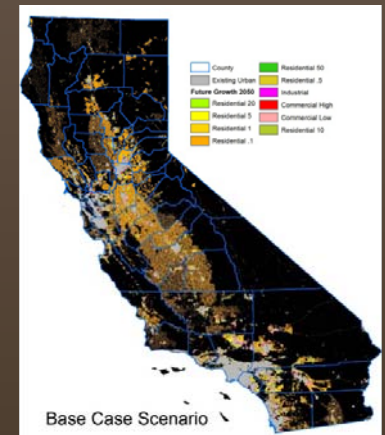 County
Existing Urban
Future Growth 2050
Residential 20
Residential 5
Residential 1
Residential .1
Residential 50
Residential .5
Industrial
Commercial High
Commercial Low
Residential 10
Base Case Scenario